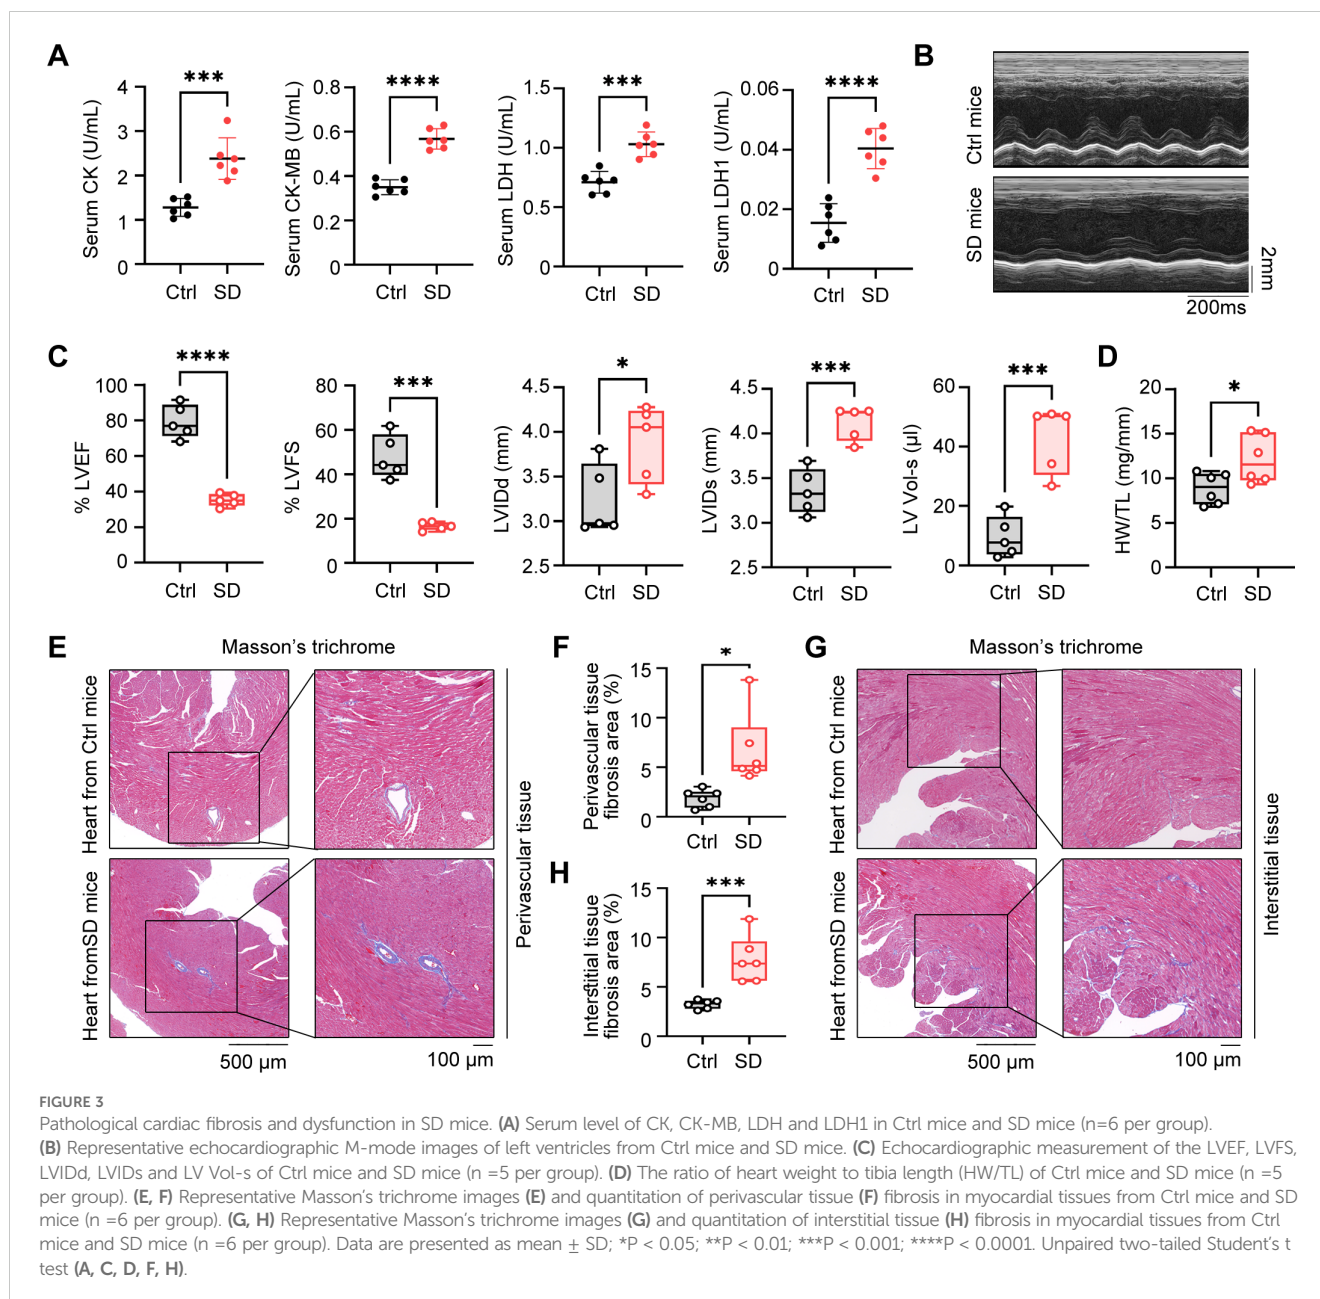 A
Serum CK (U/mL)
4
3
2
1
0
***
Ctrl SD
Serum CK-MB (U/mL)
0.8
0.6
0.4
0.2
0
****
Ctrl SD
Serum LDH (U/mL)
1.5
1.0
0.5
0
***
Ctrl SD
Serum LDH1 (U/mL)
0.06
0.04
0.02
0
****
Ctrl SD
B
Ctrl mice
SD mice
2mm
200ms
C
% LVEF
100
80
60
40
20
0
****
Ctrl SD
% LVFS
80
60
40
20
0
***
Ctrl SD
LVIDd (mm)
4.5
4.0
3.5
3.0
2.5
*
Ctrl SD
LVIDs (mm)
4.5
4.0
3.5
3.0
2.5
***
Ctrl SD
LV Vol-s (µl)
60
40
20
0
***
Ctrl SD
D
HW/TL (mg/mm)
20
15
10
5
0
*
Ctrl SD
E
Masson's trichrome
Heart from Ctrl mice
Heart fromSD mice
Perivascular tissue
500 µm
100 µm
F
Perivascular tissue
fibrosis area (%)
15
10
5
0
*
Ctrl SD
H
Interstitial tissue
fibrosis area (%)
15
10
5
0
***
Ctrl SD
G
Masson's trichrome
Heart from Ctrl mice
Heart from SD mice
Interstitial tissue
500 µm
100 µm
FIGURE 3
Pathological cardiac fibrosis and dysfunction in SD mice. (A) Serum level of CK, CK-MB, LDH and LDH1 in Ctrl mice and SD mice (n=6 per group).
(B) Representative echocardiographic M-mode images of left ventricles from Ctrl mice and SD mice. (C) Echocardiographic measurement of the LVEF, LVFS,
LVIDd, LVIDs and LV Vol-s of Ctrl mice and SD mice (n =5 per group). (D) The ratio of heart weight to tibia length (HW/TL) of Ctrl mice and SD mice (n =5
per group). (E, F) Representative Masson's trichrome images (E) and quantitation of perivascular tissue (F) fibrosis in myocardial tissues from Ctrl mice and SD
mice (n =6 per group). (G, H) Representative Masson's trichrome images (G) and quantitation of interstitial tissue (H) fibrosis in myocardial tissues from Ctrl
mice and SD mice (n =6 per group). Data are presented as mean ± SD; *P < 0.05; **P < 0.01; ***P < 0.001; ****P < 0.0001. Unpaired two-tailed Student's t
test (A, C, D, F, H).